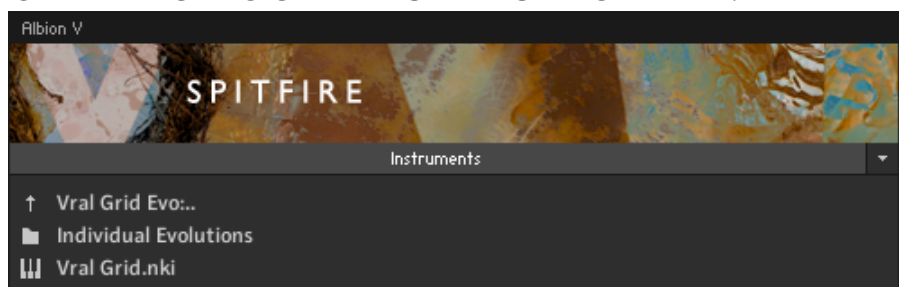 Albion V
SPITFIRE
Instruments
Vral Grid Evo:..
Individual Evolutions
Vral Grid.nki